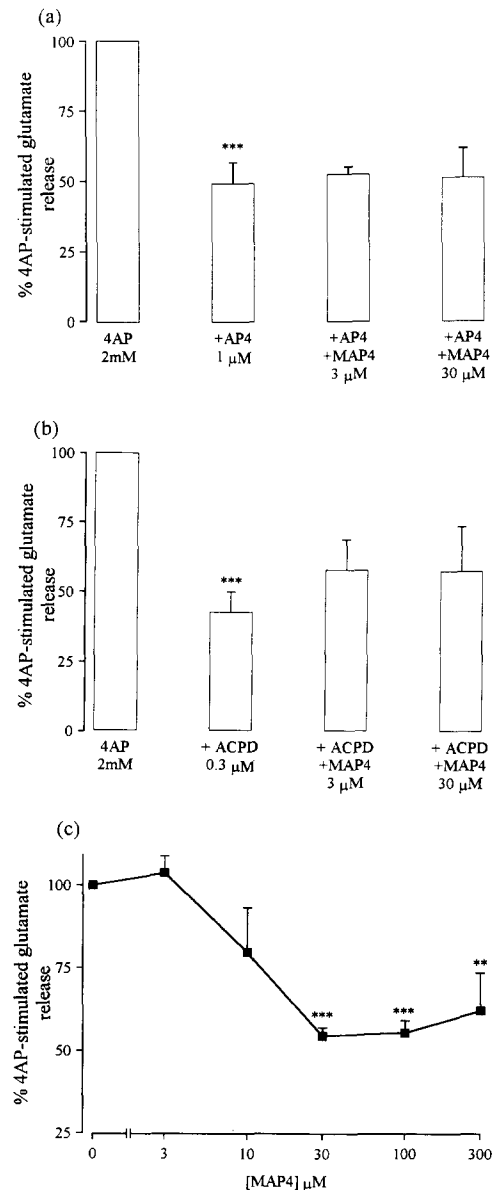 (a)
% 4AP-stimulated glutamate
release
100
75
50
25
0
***
4AP
2mM
+AP4
1 μM
+AP4
+MAP4
3 μM
+AP4
+MAP4
30 μM
(b)
% 4AP-stimulated glutamate
release
100
75
50
25
0
***
4AP
2mM
+ ACPD
0.3 μM
+ ACPD
+MAP4
3 μM
+ ACPD
+MAP4
30 μM
(c)
% 4AP-stimulated glutamate
release
100
75
50
25
***
***
**
0
3
10
30
100
300
[MAP4] μM